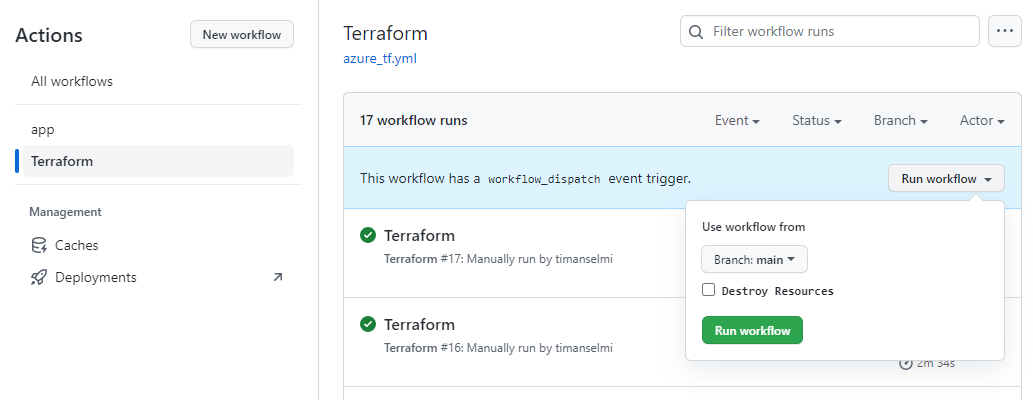 Actions
New workflow
All workflows
app
Terraform
Management
Caches
Deployments
Terraform
azure_tf.yml
Filter workflow runs
17 workflow runs
Event
Status
Branch
Actor
This workflow has a workflow_dispatch event trigger.
Run workflow
Use workflow from
Branch: main
Destroy Resources
Run workflow
Terraform
Terraform #17: Manually run by timanselmi
Terraform
Terraform #16: Manually run by timanselmi
2m 34s